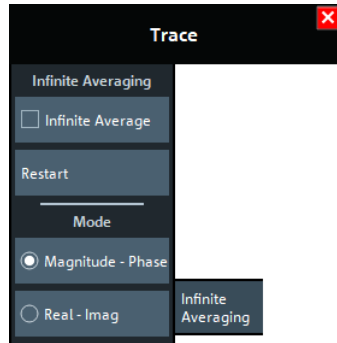 Trace
Infinite Averaging
Infinite Average
Restart
Mode
Magnitude - Phase
Real - Imag
Infinite
Averaging